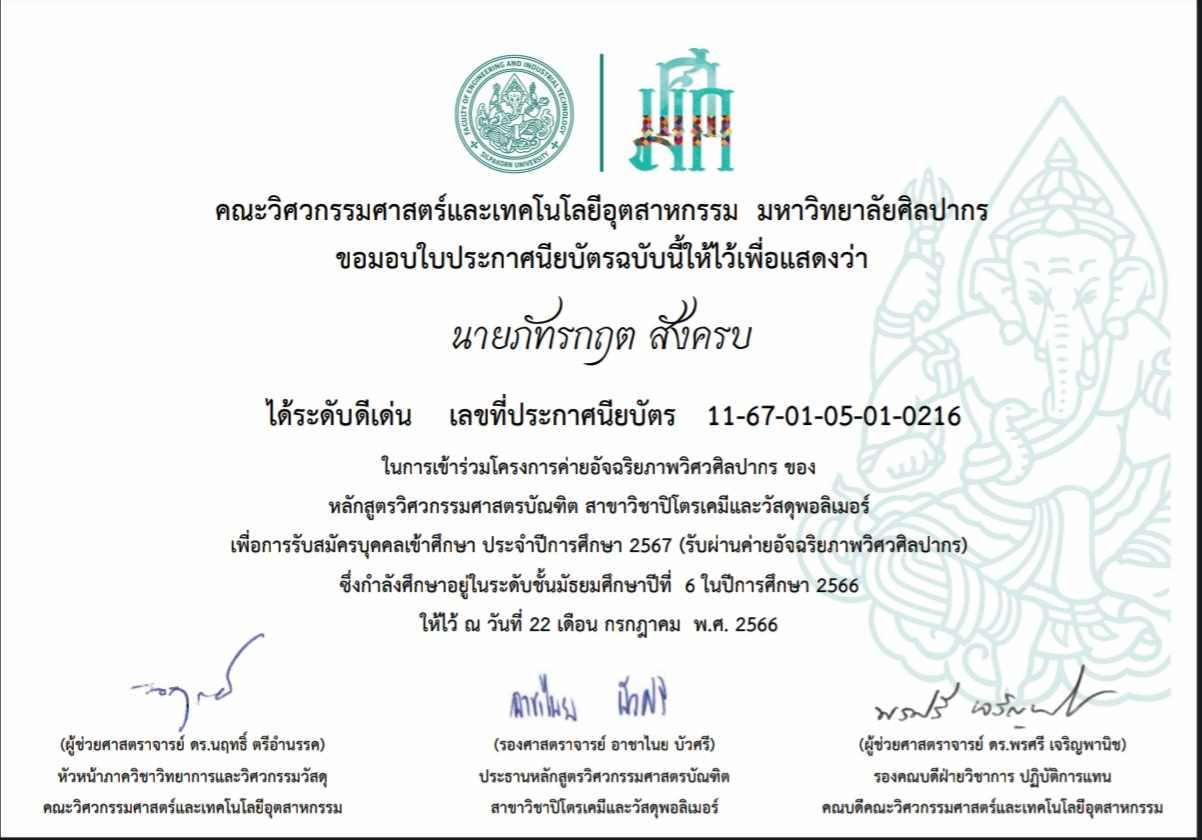 FACULTY OF ENGINEERING AND INDUSTRIAL TECHNOLOGY
SILPAKORN UNIVERSITY
คณะวิศวกรรมศาสตร์และเทคโนโลยีอุตสาหกรรม มหาวิทยาลัยศิลปากร
ขอมอบใบประกาศนียบัตรฉบับนี้ให้ไว้เพื่อแสดงว่า
นายภัทรกฤต สังครบ
ได้ระดับดีเด่น เลขที่ประกาศนียบัตร 11-67-01-05-01-0216
ในการเข้าร่วมโครงการค่ายอัจฉริยภาพวิศวศิลปากร ของ
หลักสูตรวิศวกรรมศาสตรบัณฑิต สาขาวิชาปิโตรเคมีและวัสดุพอลิเมอร์
เพื่อการรับสมัครบุคคลเข้าศึกษา ประจำปีการศึกษา 2567 (รับผ่านค่ายอัจฉริยภาพวิศวศิลปากร)
ซึ่งกำลังศึกษาอยู่ในระดับชั้นมัธยมศึกษาปีที่ 6 ในปีการศึกษา 2566
ให้ไว้ ณ วันที่ 22 เดือน กรกฎาคม พ.ศ. 2566
อาชาไนย บัวศรี
พรศรี เจริญพานิช
(ผู้ช่วยศาสตราจารย์ ดร.นฤทธิ์ ตรีอำนรรค)
หัวหน้าภาควิชาวิทยาการและวิศวกรรมวัสดุ
คณะวิศวกรรมศาสตร์และเทคโนโลยีอุตสาหกรรม
(รองศาสตราจารย์ อาชาไนย บัวศรี)
ประธานหลักสูตรวิศวกรรมศาสตรบัณฑิต
สาขาวิชาปิโตรเคมีและวัสดุพอลิเมอร์
(ผู้ช่วยศาสตราจารย์ ดร.พรศรี เจริญพานิช)
รองคณบดีฝ่ายวิชาการ ปฏิบัติการแทน
คณบดีคณะวิศวกรรมศาสตร์และเทคโนโลยีอุตสาหกรรม